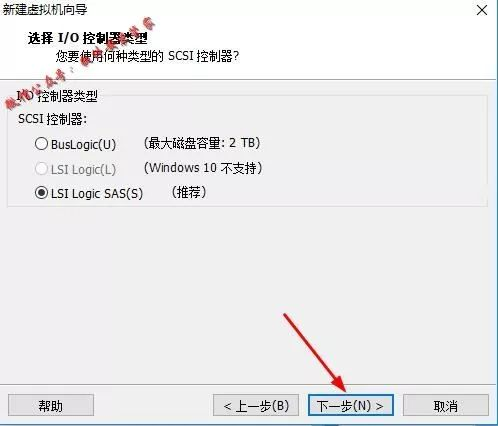 新建虚拟机向导
选择 I/O 控制器类型
您要使用何种类型的 SCSI 控制器?
I/O 控制器类型
SCSI 控制器:
BusLogic(U) (最大磁盘容量: 2 TB)
LSI Logic(L) (Windows 10 不支持)
LSI Logic SAS(S) (推荐)
帮助
< 上一步(B)
下一步(N) >
取消